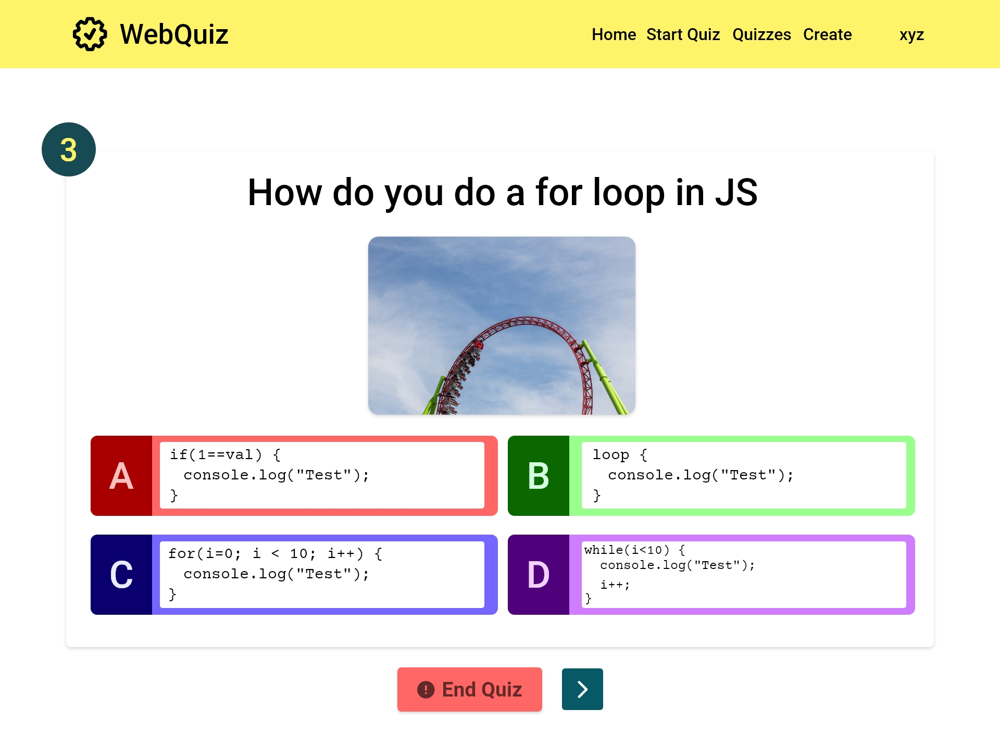 WebQuiz
Home Start Quiz Quizzes Create xyz
3
How do you do a for loop in JS
A
if(1==val) {
  console.log("Test");
}
B
loop {
  console.log("Test");
}
C
for(i=0; i < 10; i++) {
  console.log("Test");
}
D
while(i<10) {
  console.log("Test");
  i++;
}
End Quiz